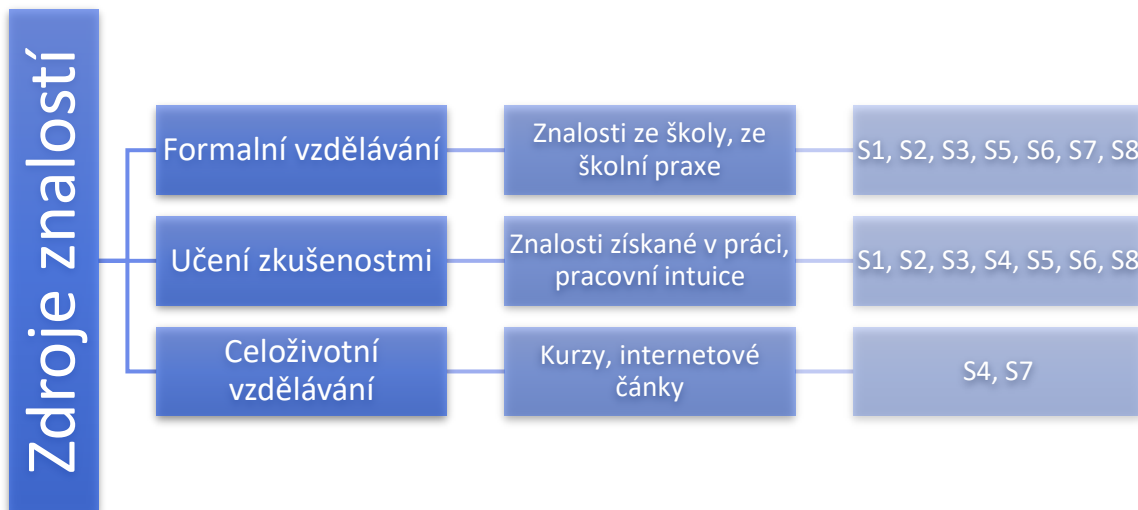 Zdroje znalostí
Formalní vzdělávání
Znalosti ze školy, ze
školní praxe
S1, S2, S3, S5, S6, S7, S8
Učení zkušenostmi
Znalosti získané v práci,
pracovní intuice
S1, S2, S3, S4, S5, S6, S8
Celoživotní
vzdělávání
Kurzy, internetové
čánky
S4, S7